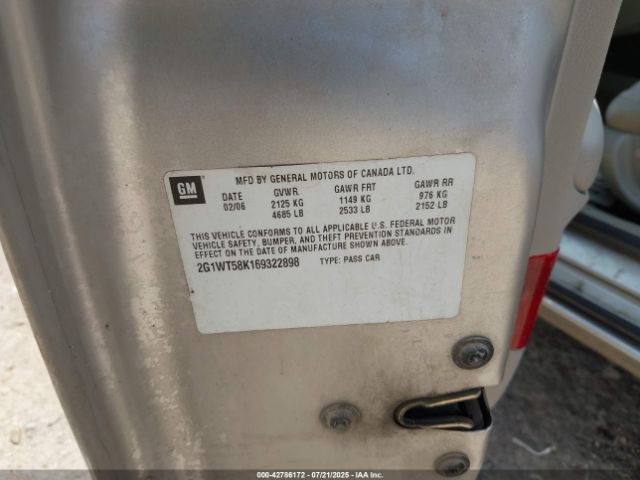 GM
MFD BY GENERAL MOTORS OF CANADA LTD.
DATE GVWR. GAWR FRT GAWR RR
02/06 2125 KG 1149 KG 976 KG
4685 LB 2533 LB 2152 LB
THIS VEHICLE CONFORMS TO ALL APPLICABLE U.S. FEDERAL MOTOR
VEHICLE SAFETY, BUMPER, AND THEFT PREVENTION STANDARDS IN
EFFECT ON THE DATE OF MANUFACTURE SHOWN ABOVE.
2G1WT58K169322898 TYPE: PASS CAR
00-42786172 - 07/21/2025 - IAA Inc.